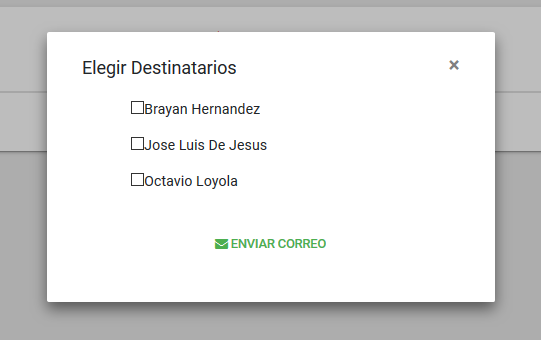 Elegir Destinatarios ×
Brayan Hernandez
Jose Luis De Jesus
Octavio Loyola
ENVIAR CORREO